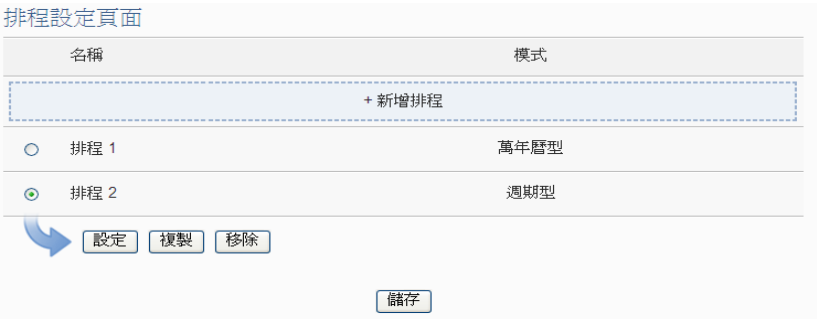 排程設定頁面
名稱 模式
+ 新增排程
排程 1 萬年曆型
排程 2 週期型
設定 複製 移除
儲存